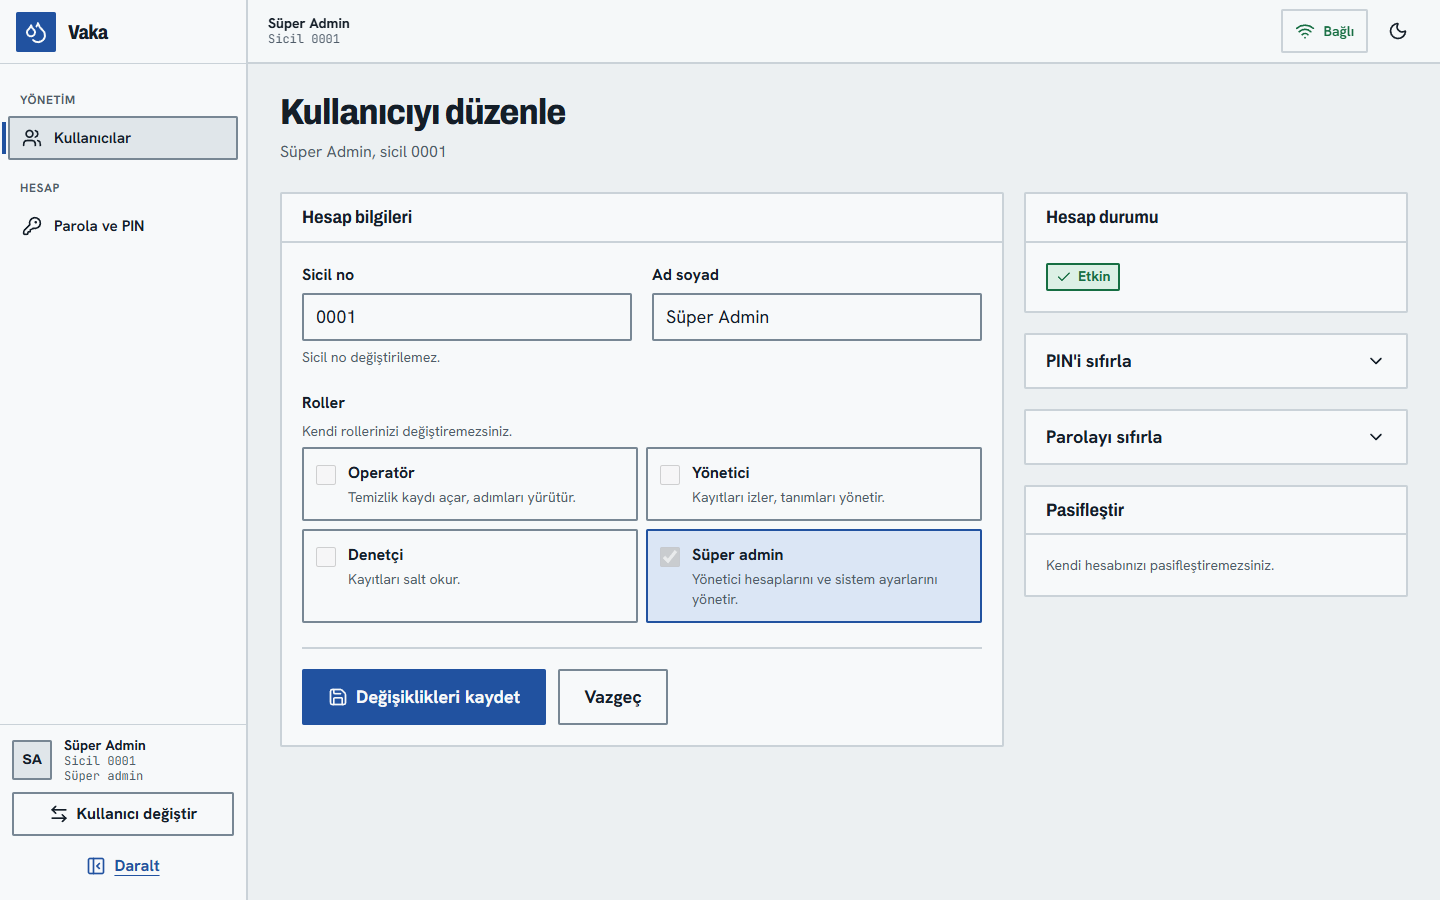 Vaka
Süper Admin
Sicil 0001
Bağlı
YÖNETİM
Kullanıcılar
HESAP
Parola ve PIN
Kullanıcıyı düzenle
Süper Admin, sicil 0001
Hesap bilgileri
Sicil no
Ad soyad
0001
Süper Admin
Sicil no değiştirilemez.
Roller
Kendi rollerinizi değiştiremezsiniz.
Operatör
Temizlik kaydı açar, adımları yürütür.
Yönetici
Kayıtları izler, tanımları yönetir.
Denetçi
Kayıtları salt okur.
Süper admin
Yönetici hesaplarını ve sistem ayarlarını
yönetir.
Değişiklikleri kaydet
Vazgeç
Hesap durumu
Etkin
PIN'i sıfırla
Parolayı sıfırla
Pasifleştir
Kendi hesabınızı pasifleştiremezsiniz.
SA
Süper Admin
Sicil 0001
Süper admin
Kullanıcı değiştir
Daralt